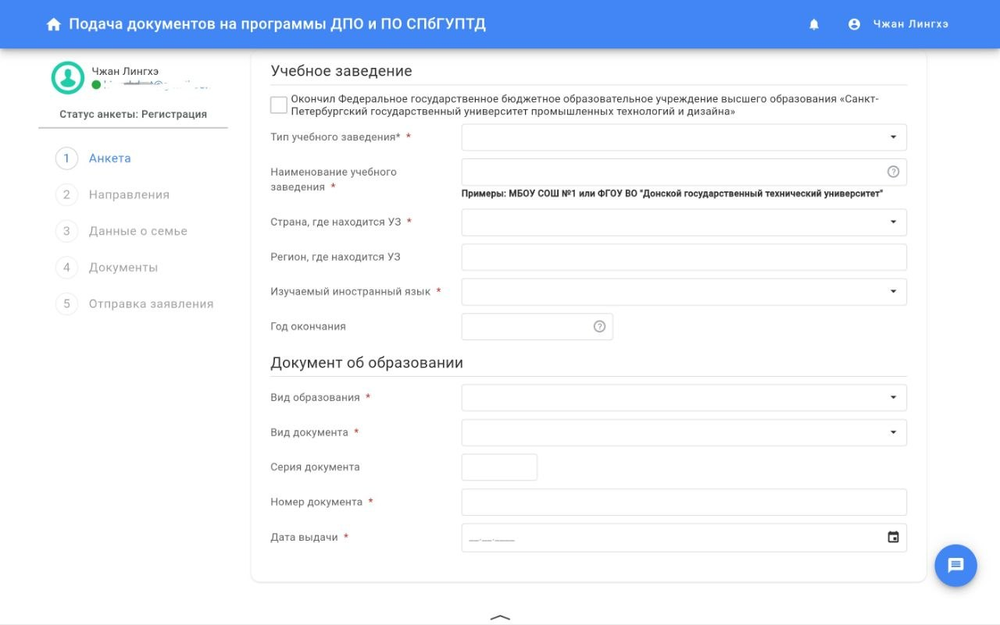 Подача документов на программы ДПО и ПО СПбГУПТД
Чжан Лингхэ
Чжан Лингхэ
Статус анкеты: Регистрация
1 Анкета
2 Направления
3 Данные о семье
4 Документы
5 Отправка заявления
Учебное заведение
Окончил Федеральное государственное бюджетное образовательное учреждение высшего образования «Санкт-
Петербургский государственный университет промышленных технологий и дизайна»
Тип учебного заведения* *
Наименование учебного
заведения *
Примеры: МБОУ СОШ №1 или ФГОУ ВО "Донской государственный технический университет"
Страна, где находится УЗ *
Регион, где находится УЗ
Изучаемый иностранный язык *
Год окончания
Документ об образовании
Вид образования *
Вид документа *
Серия документа
Номер документа *
Дата выдачи *
__.__.____